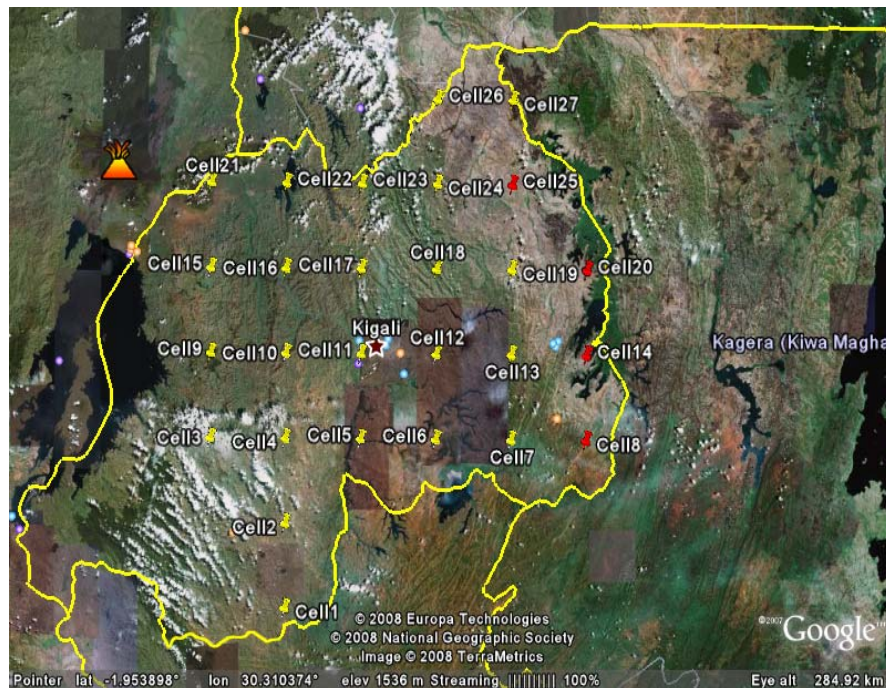 Cell26
Cell27
Cell21
Cell22
Cell23
Cell24
Cell25
Cell15
Cell16
Cell17
Cell18
Cell19
Cell20
Kigali
Cell9
Cell10
Cell11
Cell12
Cell13
Cell14
Kagera (Kiwa Magha
Cell3
Cell4
Cell5
Cell6
Cell7
Cell8
Cell2
Cell1
© 2008 Europa Technologies
© 2008 National Geographic Society
Image © 2008 TerraMetrics
©2007 Google™
Pointer lat -1.953898° lon 30.310374° elev 1536 m Streaming |||||||||| 100% Eye alt 284.92 km